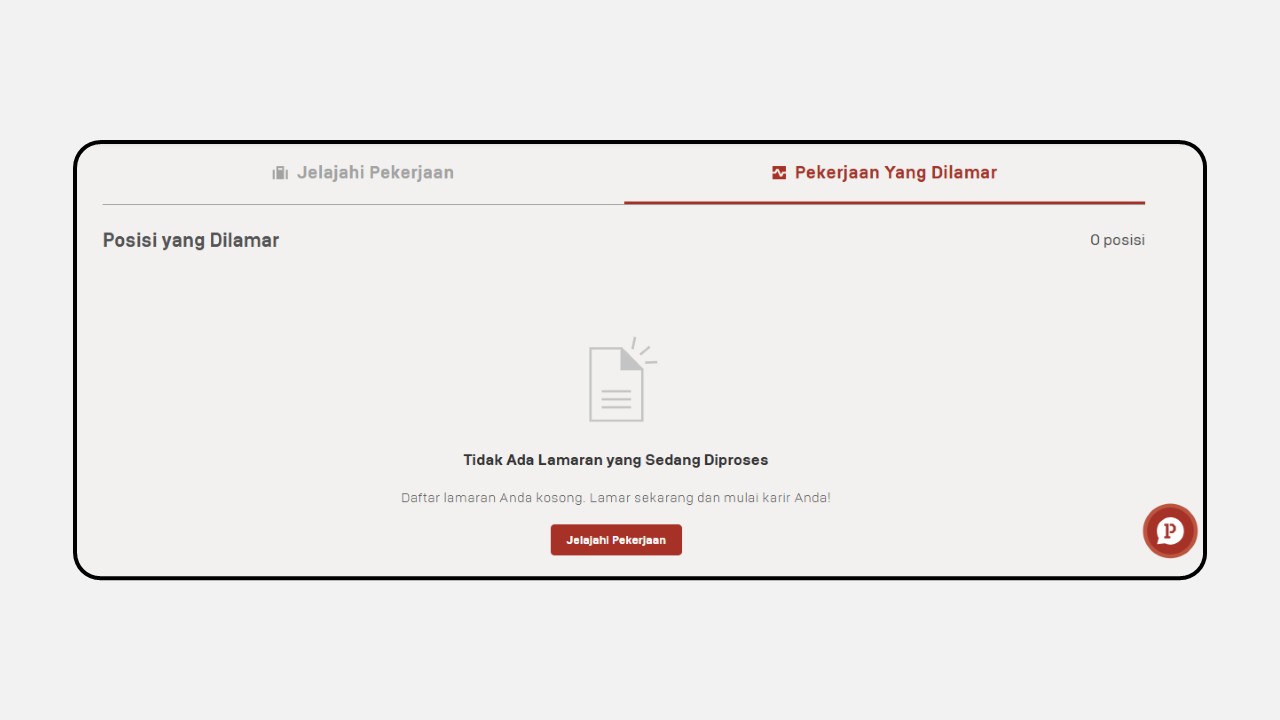 Jelajahi Pekerjaan
Pekerjaan Yang Dilamar
Posisi yang Dilamar
0 posisi
Tidak Ada Lamaran yang Sedang Diproses
Daftar lamaran Anda kosong. Lamar sekarang dan mulai karir Anda!
Jelajahi Pekerjaan
P